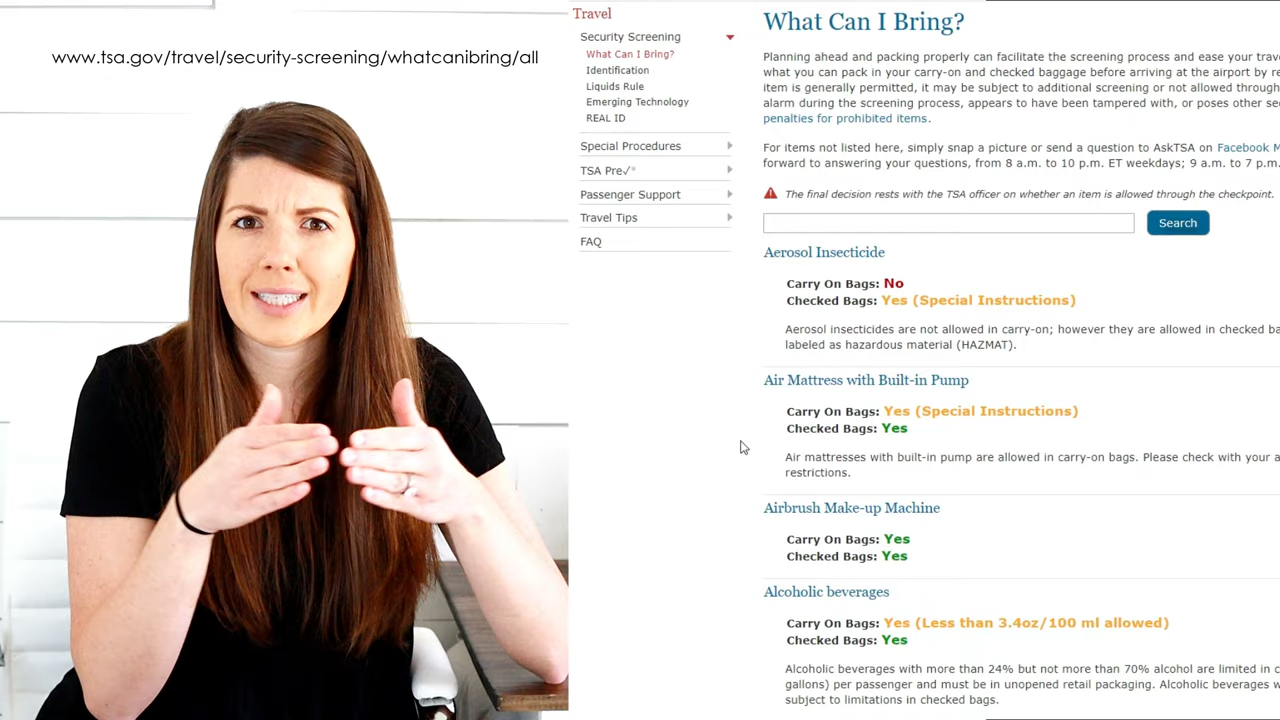 www.tsa.gov/travel/security-screening/whatcanibring/all
Travel
Security Screening
What Can I Bring?
Identification
Liquids Rule
Emerging Technology
REAL ID
Special Procedures
TSA Pre✓®
Passenger Support
Travel Tips
FAQ
What Can I Bring?
Planning ahead and packing properly can facilitate the screening process and ease your trave
what you can pack in your carry-on and checked baggage before arriving at the airport by re
item is generally permitted, it may be subject to additional screening or not allowed through
alarm during the screening process, appears to have been tampered with, or poses other se
penalties for prohibited items.
For items not listed here, simply snap a picture or send a question to AskTSA on Facebook M
forward to answering your questions, from 8 a.m. to 10 p.m. ET weekdays; 9 a.m. to 7 p.m.
The final decision rests with the TSA officer on whether an item is allowed through the checkpoint.
Search
Aerosol Insecticide
Carry On Bags: No
Checked Bags: Yes (Special Instructions)
Aerosol insecticides are not allowed in carry-on; however they are allowed in checked ba
labeled as hazardous material (HAZMAT).
Air Mattress with Built-in Pump
Carry On Bags: Yes (Special Instructions)
Checked Bags: Yes
Air mattresses with built-in pump are allowed in carry-on bags. Please check with your a
restrictions.
Airbrush Make-up Machine
Carry On Bags: Yes
Checked Bags: Yes
Alcoholic beverages
Carry On Bags: Yes (Less than 3.4oz/100 ml allowed)
Checked Bags: Yes
Alcoholic beverages with more than 24% but not more than 70% alcohol are limited in c
gallons) per passenger and must be in unopened retail packaging. Alcoholic beverages w
subject to limitations in checked bags.